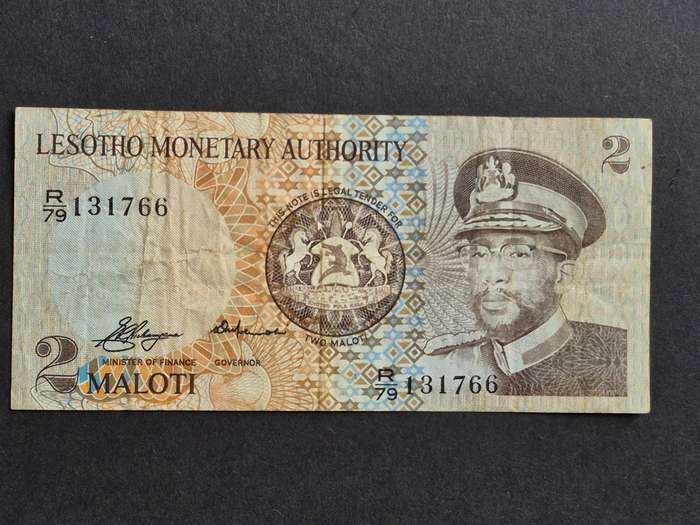 LESOTHO MONETARY AUTHORITY
2
R/79 131766
THIS NOTE IS LEGAL TENDER FOR
TWO MALOTI
MINISTER OF FINANCE GOVERNOR
2 MALOTI
R/79 131766